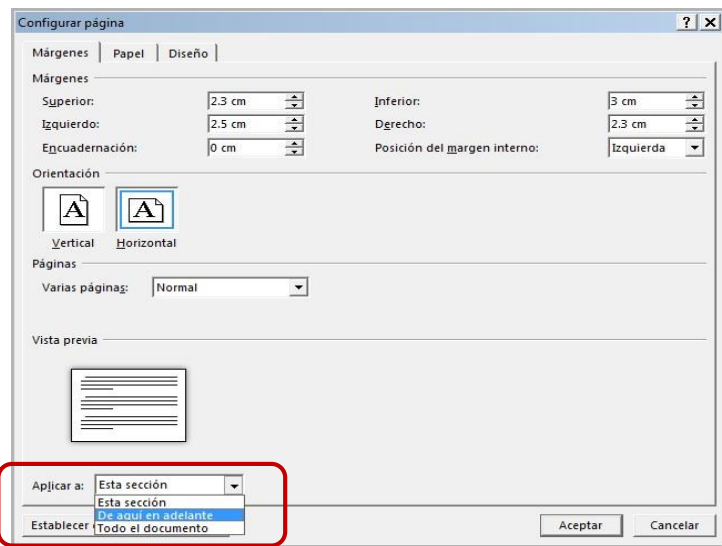 Configurar página ? X
Márgenes Papel Diseño
Márgenes
Superior: 2.3 cm Inferior: 3 cm
Izquierdo: 2.5 cm Derecho: 2.3 cm
Encuadernación: 0 cm Posición del margen interno: Izquierda
Orientación
A A
Vertical Horizontal
Páginas
Varias páginas: Normal
Vista previa
Aplicar a: Esta sección
Esta sección
De aquí en adelante
Todo el documento
Establecer Aceptar Cancelar